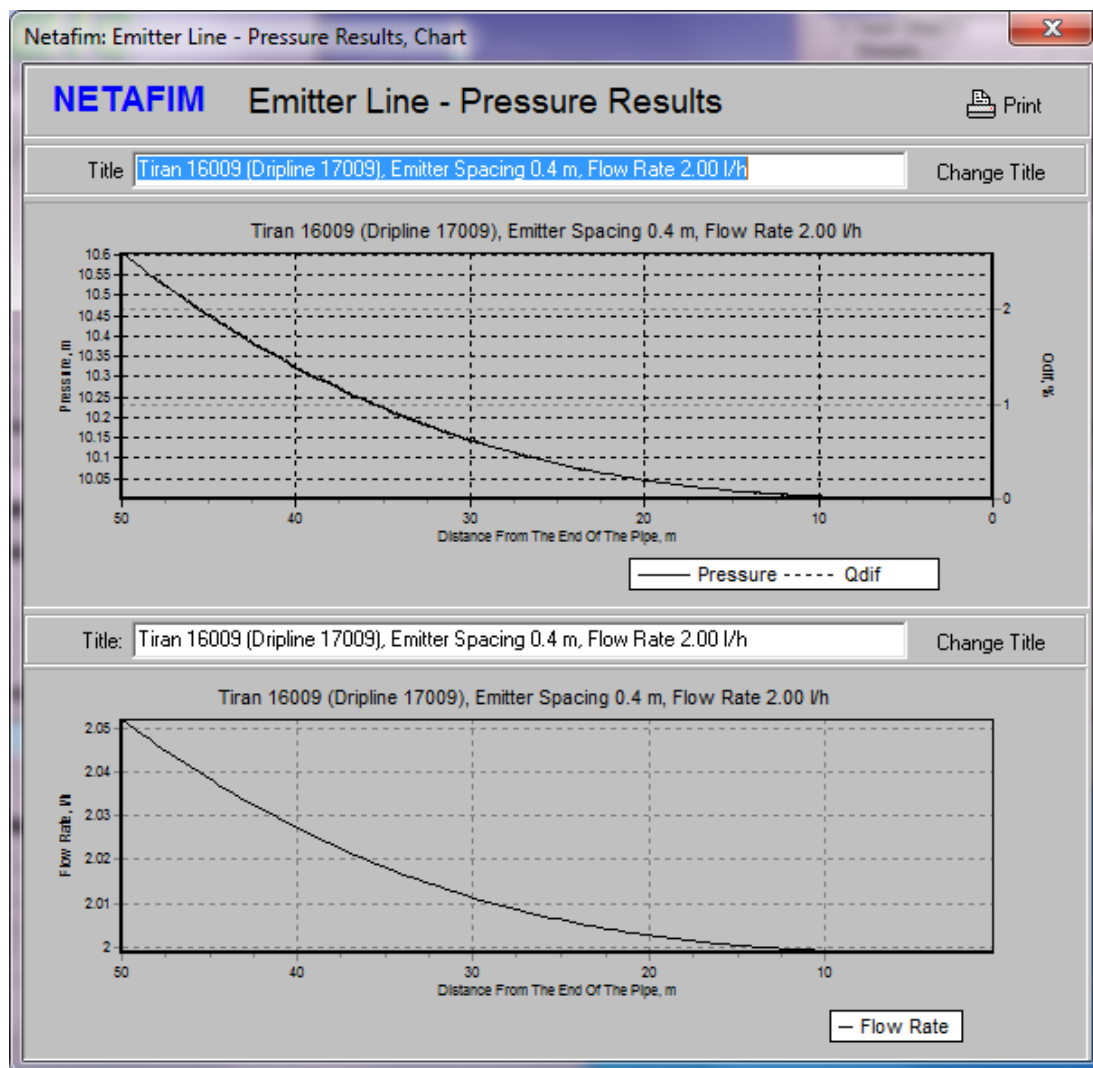 Netafim: Emitter Line - Pressure Results, Chart
NETAFIM Emitter Line - Pressure Results Print
Title Tiran 16009 (Dripline 17009), Emitter Spacing 0.4 m, Flow Rate 2.00 l/h Change Title
Tiran 16009 (Dripline 17009), Emitter Spacing 0.4 m, Flow Rate 2.00 l/h
Pressure, m
10.6
10.55
10.5
10.45
10.4
10.35
10.3
10.25
10.2
10.15
10.1
10.05
2
1
0
Qdif, %
50 40 30 20 10 0
Distance From The End Of The Pipe, m
Pressure Qdif
Title: Tiran 16009 (Dripline 17009), Emitter Spacing 0.4 m, Flow Rate 2.00 l/h Change Title
Tiran 16009 (Dripline 17009), Emitter Spacing 0.4 m, Flow Rate 2.00 l/h
Flow Rate, l/l
2.05
2.04
2.03
2.02
2.01
2
50 40 30 20 10
Distance From The End Of The Pipe, m
Flow Rate